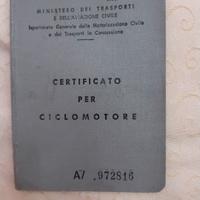 MINISTERO DEI TRASPORTI
E DELL'AVIAZIONE CIVILE
Ispettorato Generale della Motorizzazione Civile
e dei Trasporti in Concessione
CERTIFICATO
PER
CICLOMOTORE
A7 .972816